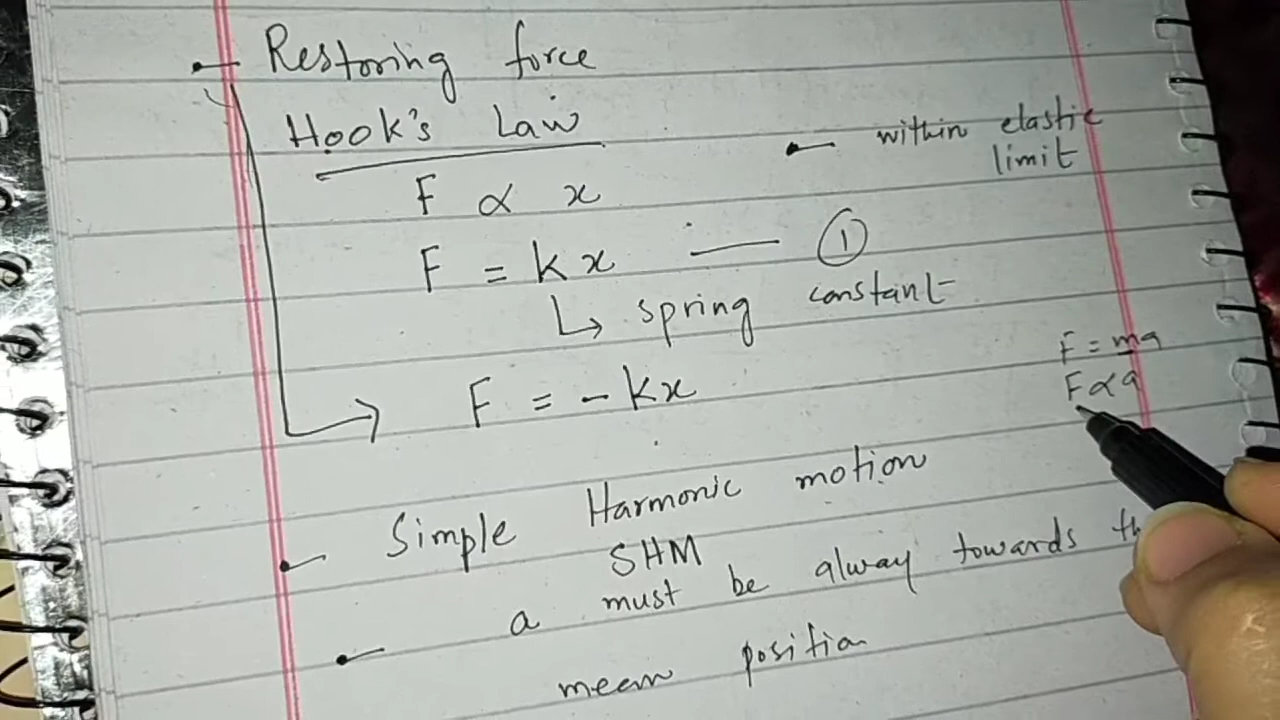 Restoring force
Hook's Law
within elastic
limit
F ∝ x
F = kx — ①
↳ spring constant
F = ma
F ∝ a
→ F = - kx
Simple Harmonic motion
SHM
a must be alway towards
mean position